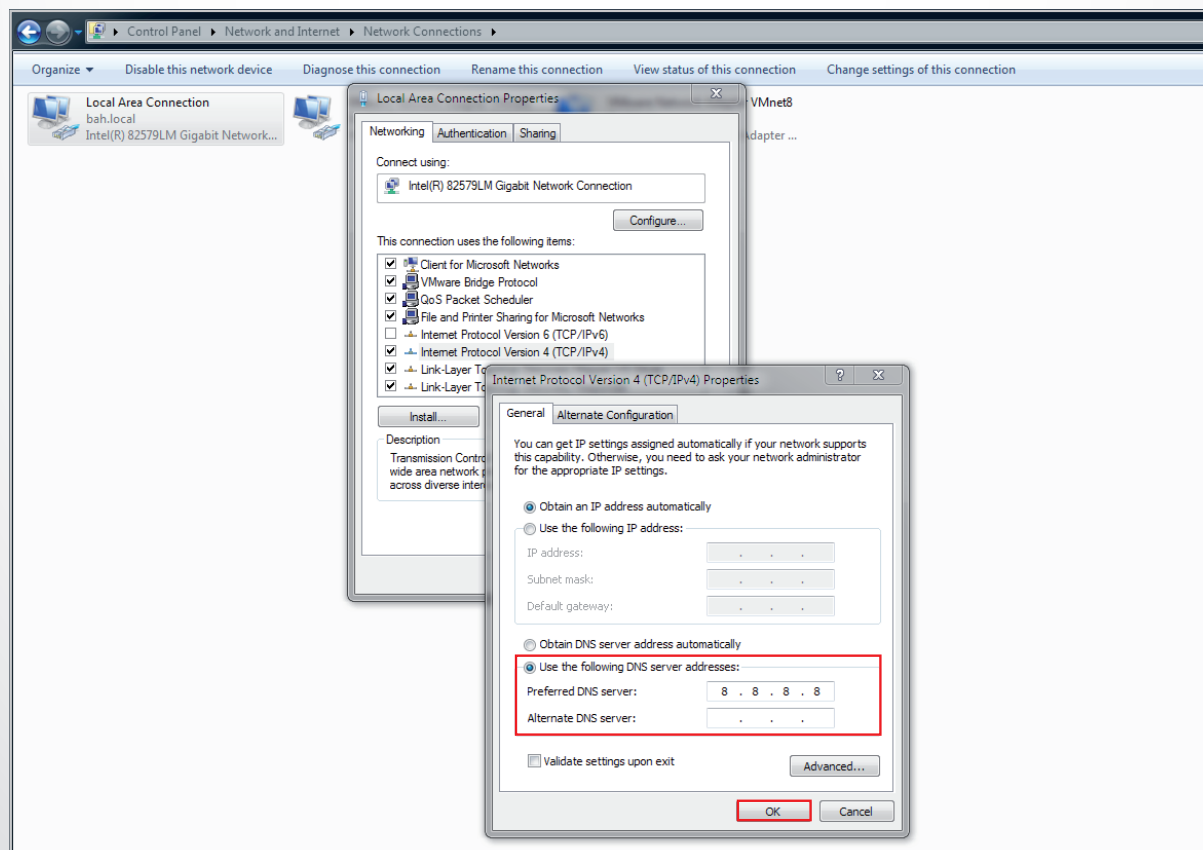 Control Panel Network and Internet Network Connections
Organize Disable this network device Diagnose this connection Rename this connection View status of this connection Change settings of this connection
Local Area Connection
bah.local
Intel(R) 82579LM Gigabit Network...
VMnet8
Adapter ...
Local Area Connection Properties
Networking Authentication Sharing
Connect using:
Intel(R) 82579LM Gigabit Network Connection
Configure...
This connection uses the following items:
Client for Microsoft Networks
VMware Bridge Protocol
QoS Packet Scheduler
File and Printer Sharing for Microsoft Networks
Internet Protocol Version 6 (TCP/IPv6)
Internet Protocol Version 4 (TCP/IPv4)
Link-Layer
Link-Layer
Install...
Description
Transmission
wide area network
across diverse
Internet Protocol Version 4 (TCP/IPv4) Properties
General Alternate Configuration
You can get IP settings assigned automatically if your network supports
this capability. Otherwise, you need to ask your network administrator
for the appropriate IP settings.
Obtain an IP address automatically
Use the following IP address:
IP address: . . .
Subnet mask: . . .
Default gateway: . . .
Obtain DNS server address automatically
Use the following DNS server addresses:
Preferred DNS server: 8 . 8 . 8 . 8
Alternate DNS server: . . .
Validate settings upon exit
Advanced...
OK Cancel